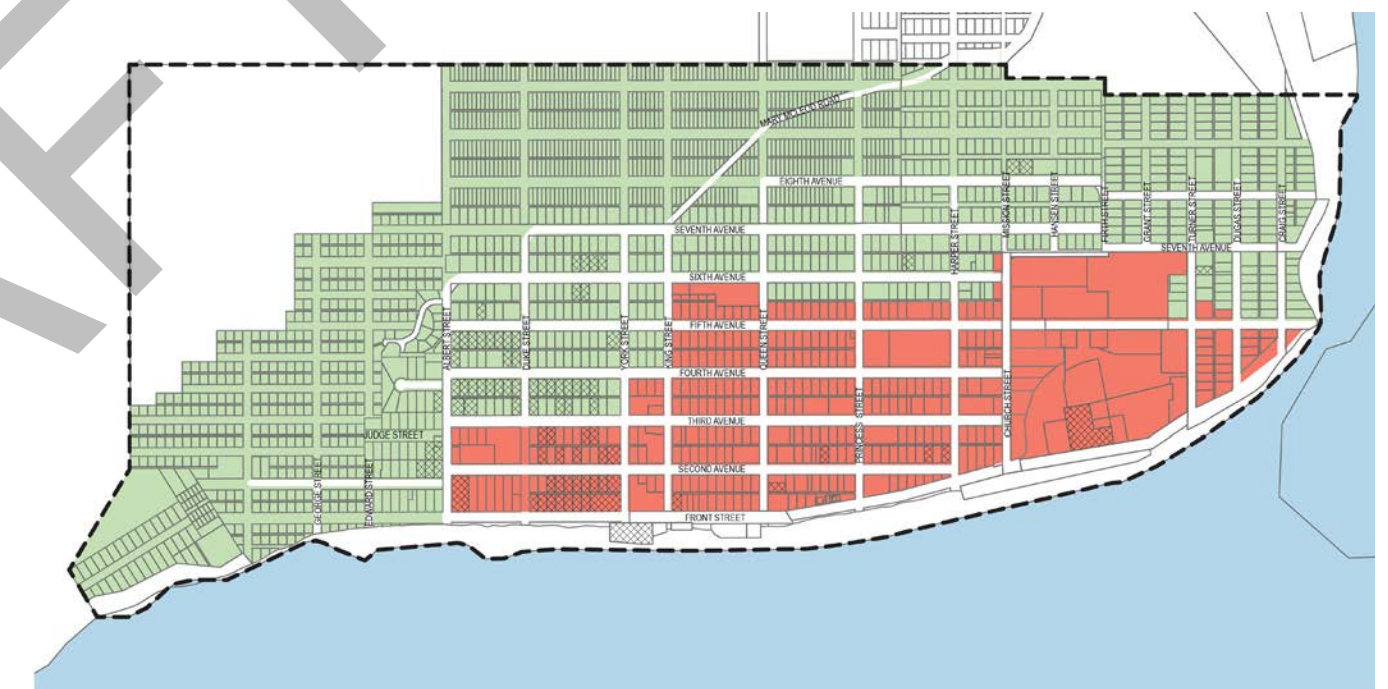 MARY MCLEOD ROAD
EIGHTH AVENUE
SEVENTH AVENUE
SEVENTH AVENUE
SIXTH AVENUE
FIFTH AVENUE
FOURTH AVENUE
THIRD AVENUE
SECOND AVENUE
FRONT STREET
JUDGE STREET
GEORGE STREET
EDWARD STREET
ALBERT STREET
DUKE STREET
YORK STREET
KING STREET
QUEEN STREET
PRINCESS STREET
HARPER STREET
CHURCH STREET
MISSION STREET
HANSEN STREET
FIRTH STREET
GRANT STREET
TURNER STREET
DUGAS STREET
CRAIG STREET